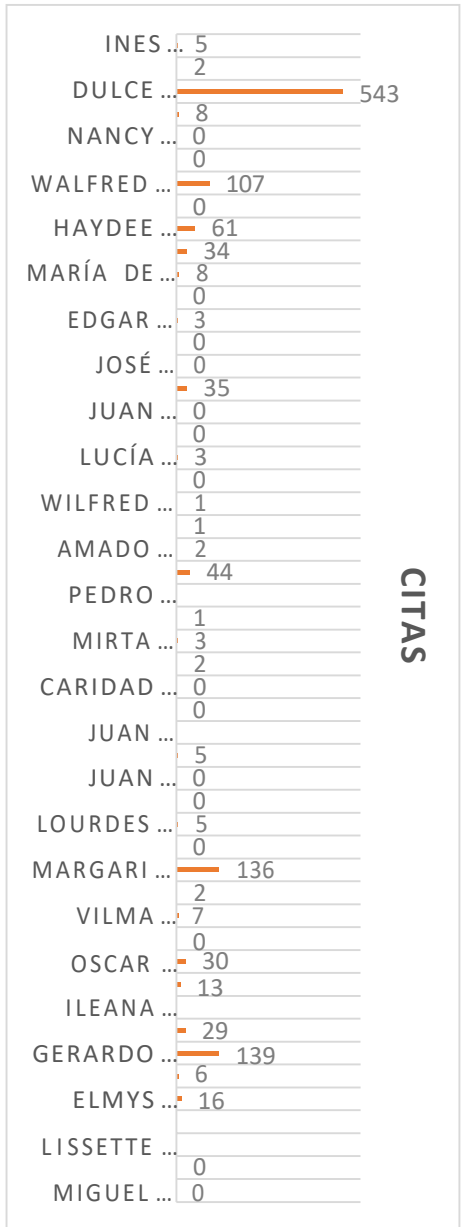 INES ... 5
2
DULCE ... 543
8
NANCY ... 0
0
WALFRED ... 107
0
HAYDEE ... 61
34
MARÍA DE ... 8
0
EDGAR ... 3
0
JOSÉ ... 0
35
JUAN ... 0
0
LUCÍA ... 3
0
WILFRED ... 1
1
AMADO ... 2
44
PEDRO ...
1
MIRTA ... 3
2
CARIDAD ... 0
0
JUAN ...
5
JUAN ... 0
0
LOURDES ... 5
0
MARGARI ... 136
2
VILMA ... 7
0
OSCAR ... 30
13
ILEANA ...
29
GERARDO ... 139
6
ELMYS ... 16
LISSETTE ...
0
MIGUEL ... 0
CITAS